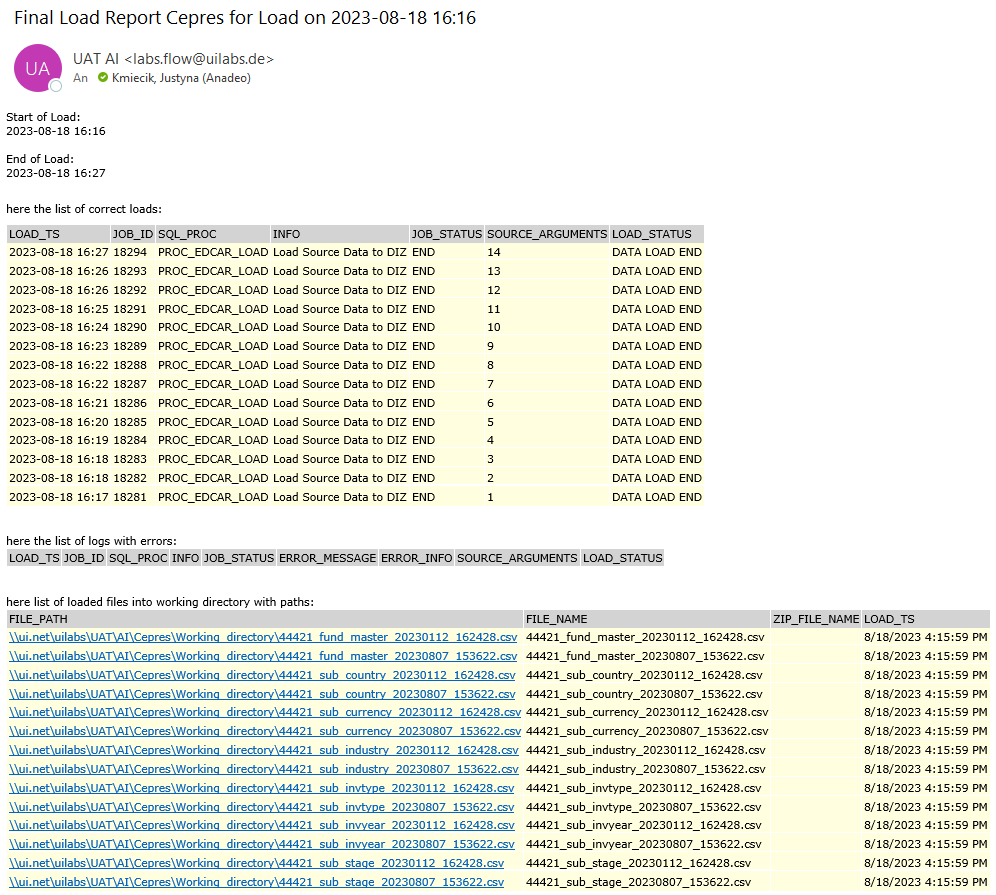 Final Load Report Cepres for Load on 2023-08-18 16:16
UA
UAT AI <labs.flow@uilabs.de>
An Kmiecik, Justyna (Anadeo)
Start of Load:
2023-08-18 16:16
End of Load:
2023-08-18 16:27
here the list of correct loads:
LOAD_TS JOB_ID SQL_PROC INFO JOB_STATUS SOURCE_ARGUMENTS LOAD_STATUS
2023-08-18 16:27 18294 PROC_EDCAR_LOAD Load Source Data to DIZ END 14 DATA LOAD END
2023-08-18 16:26 18293 PROC_EDCAR_LOAD Load Source Data to DIZ END 13 DATA LOAD END
2023-08-18 16:26 18292 PROC_EDCAR_LOAD Load Source Data to DIZ END 12 DATA LOAD END
2023-08-18 16:25 18291 PROC_EDCAR_LOAD Load Source Data to DIZ END 11 DATA LOAD END
2023-08-18 16:24 18290 PROC_EDCAR_LOAD Load Source Data to DIZ END 10 DATA LOAD END
2023-08-18 16:23 18289 PROC_EDCAR_LOAD Load Source Data to DIZ END 9 DATA LOAD END
2023-08-18 16:22 18288 PROC_EDCAR_LOAD Load Source Data to DIZ END 8 DATA LOAD END
2023-08-18 16:22 18287 PROC_EDCAR_LOAD Load Source Data to DIZ END 7 DATA LOAD END
2023-08-18 16:21 18286 PROC_EDCAR_LOAD Load Source Data to DIZ END 6 DATA LOAD END
2023-08-18 16:20 18285 PROC_EDCAR_LOAD Load Source Data to DIZ END 5 DATA LOAD END
2023-08-18 16:19 18284 PROC_EDCAR_LOAD Load Source Data to DIZ END 4 DATA LOAD END
2023-08-18 16:18 18283 PROC_EDCAR_LOAD Load Source Data to DIZ END 3 DATA LOAD END
2023-08-18 16:18 18282 PROC_EDCAR_LOAD Load Source Data to DIZ END 2 DATA LOAD END
2023-08-18 16:17 18281 PROC_EDCAR_LOAD Load Source Data to DIZ END 1 DATA LOAD END
here the list of logs with errors:
LOAD_TS JOB_ID SQL_PROC INFO JOB_STATUS ERROR_MESSAGE ERROR_INFO SOURCE_ARGUMENTS LOAD_STATUS
here list of loaded files into working directory with paths:
FILE_PATH FILE_NAME ZIP_FILE_NAME LOAD_TS
\\ui.net\uilabs\UAT\AI\Cepres\Working_directory\44421_fund_master_20230112_162428.csv 44421_fund_master_20230112_162428.csv 8/18/2023 4:15:59 PM
\\ui.net\uilabs\UAT\AI\Cepres\Working_directory\44421_fund_master_20230807_153622.csv 44421_fund_master_20230807_153622.csv 8/18/2023 4:15:59 PM
\\ui.net\uilabs\UAT\AI\Cepres\Working_directory\44421_sub_country_20230112_162428.csv 44421_sub_country_20230112_162428.csv 8/18/2023 4:15:59 PM
\\ui.net\uilabs\UAT\AI\Cepres\Working_directory\44421_sub_country_20230807_153622.csv 44421_sub_country_20230807_153622.csv 8/18/2023 4:15:59 PM
\\ui.net\uilabs\UAT\AI\Cepres\Working_directory\44421_sub_currency_20230112_162428.csv 44421_sub_currency_20230112_162428.csv 8/18/2023 4:15:59 PM
\\ui.net\uilabs\UAT\AI\Cepres\Working_directory\44421_sub_currency_20230807_153622.csv 44421_sub_currency_20230807_153622.csv 8/18/2023 4:15:59 PM
\\ui.net\uilabs\UAT\AI\Cepres\Working_directory\44421_sub_industry_20230112_162428.csv 44421_sub_industry_20230112_162428.csv 8/18/2023 4:15:59 PM
\\ui.net\uilabs\UAT\AI\Cepres\Working_directory\44421_sub_industry_20230807_153622.csv 44421_sub_industry_20230807_153622.csv 8/18/2023 4:15:59 PM
\\ui.net\uilabs\UAT\AI\Cepres\Working_directory\44421_sub_invtype_20230112_162428.csv 44421_sub_invtype_20230112_162428.csv 8/18/2023 4:15:59 PM
\\ui.net\uilabs\UAT\AI\Cepres\Working_directory\44421_sub_invtype_20230807_153622.csv 44421_sub_invtype_20230807_153622.csv 8/18/2023 4:15:59 PM
\\ui.net\uilabs\UAT\AI\Cepres\Working_directory\44421_sub_invyear_20230112_162428.csv 44421_sub_invyear_20230112_162428.csv 8/18/2023 4:15:59 PM
\\ui.net\uilabs\UAT\AI\Cepres\Working_directory\44421_sub_invyear_20230807_153622.csv 44421_sub_invyear_20230807_153622.csv 8/18/2023 4:15:59 PM
\\ui.net\uilabs\UAT\AI\Cepres\Working_directory\44421_sub_stage_20230112_162428.csv 44421_sub_stage_20230112_162428.csv 8/18/2023 4:15:59 PM
\\ui.net\uilabs\UAT\AI\Cepres\Working_directory\44421_sub_stage_20230807_153622.csv 44421_sub_stage_20230807_153622.csv 8/18/2023 4:15:59 PM